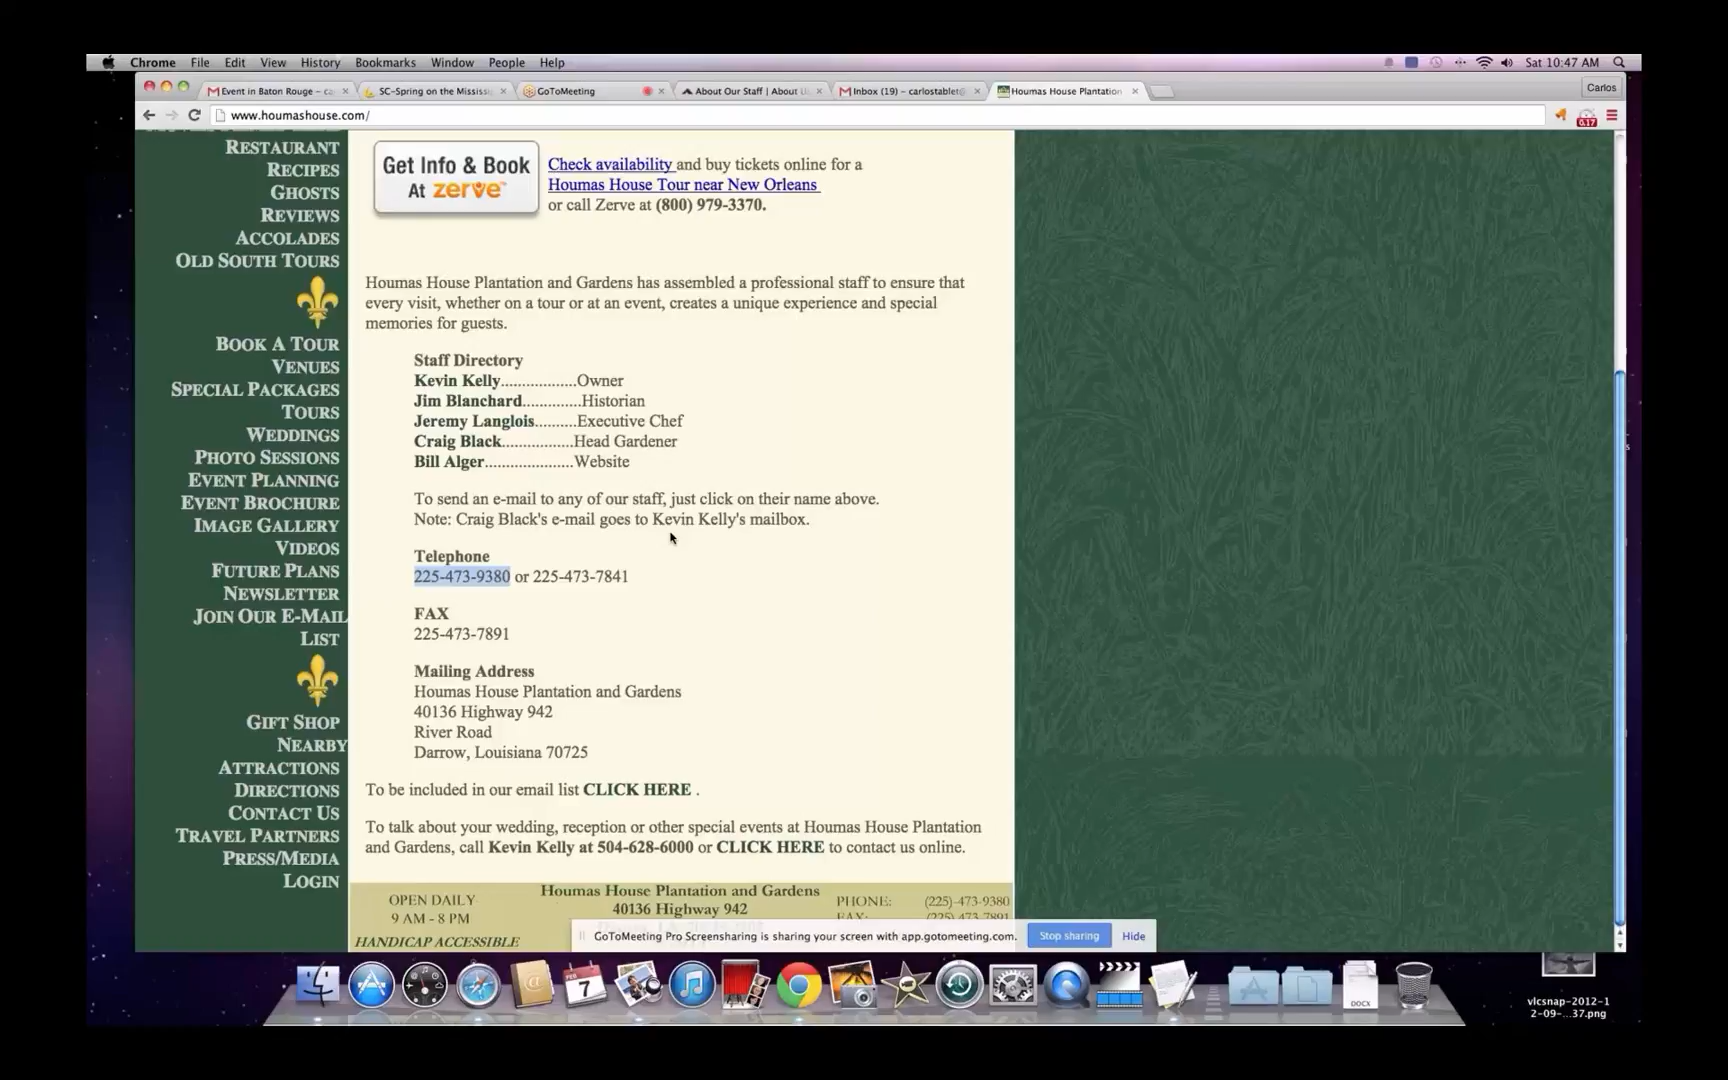 Chrome File Edit View History Bookmarks Window People Help
Sat 10:47 AM
Event in Baton Rouge – ca
SC-Spring on the Mississi
GoToMeeting
About Our Staff | About U
Inbox (19) – carlostablet@
Houmas House Plantation
Carlos
www.houmashouse.com/
0.17
RESTAURANT
RECIPES
GHOSTS
REVIEWS
ACCOLADES
OLD SOUTH TOURS
BOOK A TOUR
VENUES
SPECIAL PACKAGES
TOURS
WEDDINGS
PHOTO SESSIONS
EVENT PLANNING
EVENT BROCHURE
IMAGE GALLERY
VIDEOS
FUTURE PLANS
NEWSLETTER
JOIN OUR E-MAIL
LIST
GIFT SHOP
NEARBY
ATTRACTIONS
DIRECTIONS
CONTACT US
TRAVEL PARTNERS
PRESS/MEDIA
LOGIN
Get Info & Book
At zerve™
Check availability and buy tickets online for a
Houmas House Tour near New Orleans
or call Zerve at (800) 979-3370.
Houmas House Plantation and Gardens has assembled a professional staff to ensure that
every visit, whether on a tour or at an event, creates a unique experience and special
memories for guests.
Staff Directory
Kevin Kelly..................Owner
Jim Blanchard..............Historian
Jeremy Langlois..........Executive Chef
Craig Black.................Head Gardener
Bill Alger.....................Website
To send an e-mail to any of our staff, just click on their name above.
Note: Craig Black's e-mail goes to Kevin Kelly's mailbox.
Telephone
225-473-9380 or 225-473-7841
FAX
225-473-7891
Mailing Address
Houmas House Plantation and Gardens
40136 Highway 942
River Road
Darrow, Louisiana 70725
To be included in our email list CLICK HERE .
To talk about your wedding, reception or other special events at Houmas House Plantation
and Gardens, call Kevin Kelly at 504-628-6000 or CLICK HERE to contact us online.
OPEN DAILY
9 AM - 8 PM
HANDICAP ACCESSIBLE
Houmas House Plantation and Gardens
40136 Highway 942
PHONE: (225)-473-9380
FAX: (225) 473-7891
GoToMeeting Pro Screensharing is sharing your screen with app.gotomeeting.com.
Stop sharing
Hide
FEB
7
DOCX
vlcsnap-2012-1
2-09-...37.png